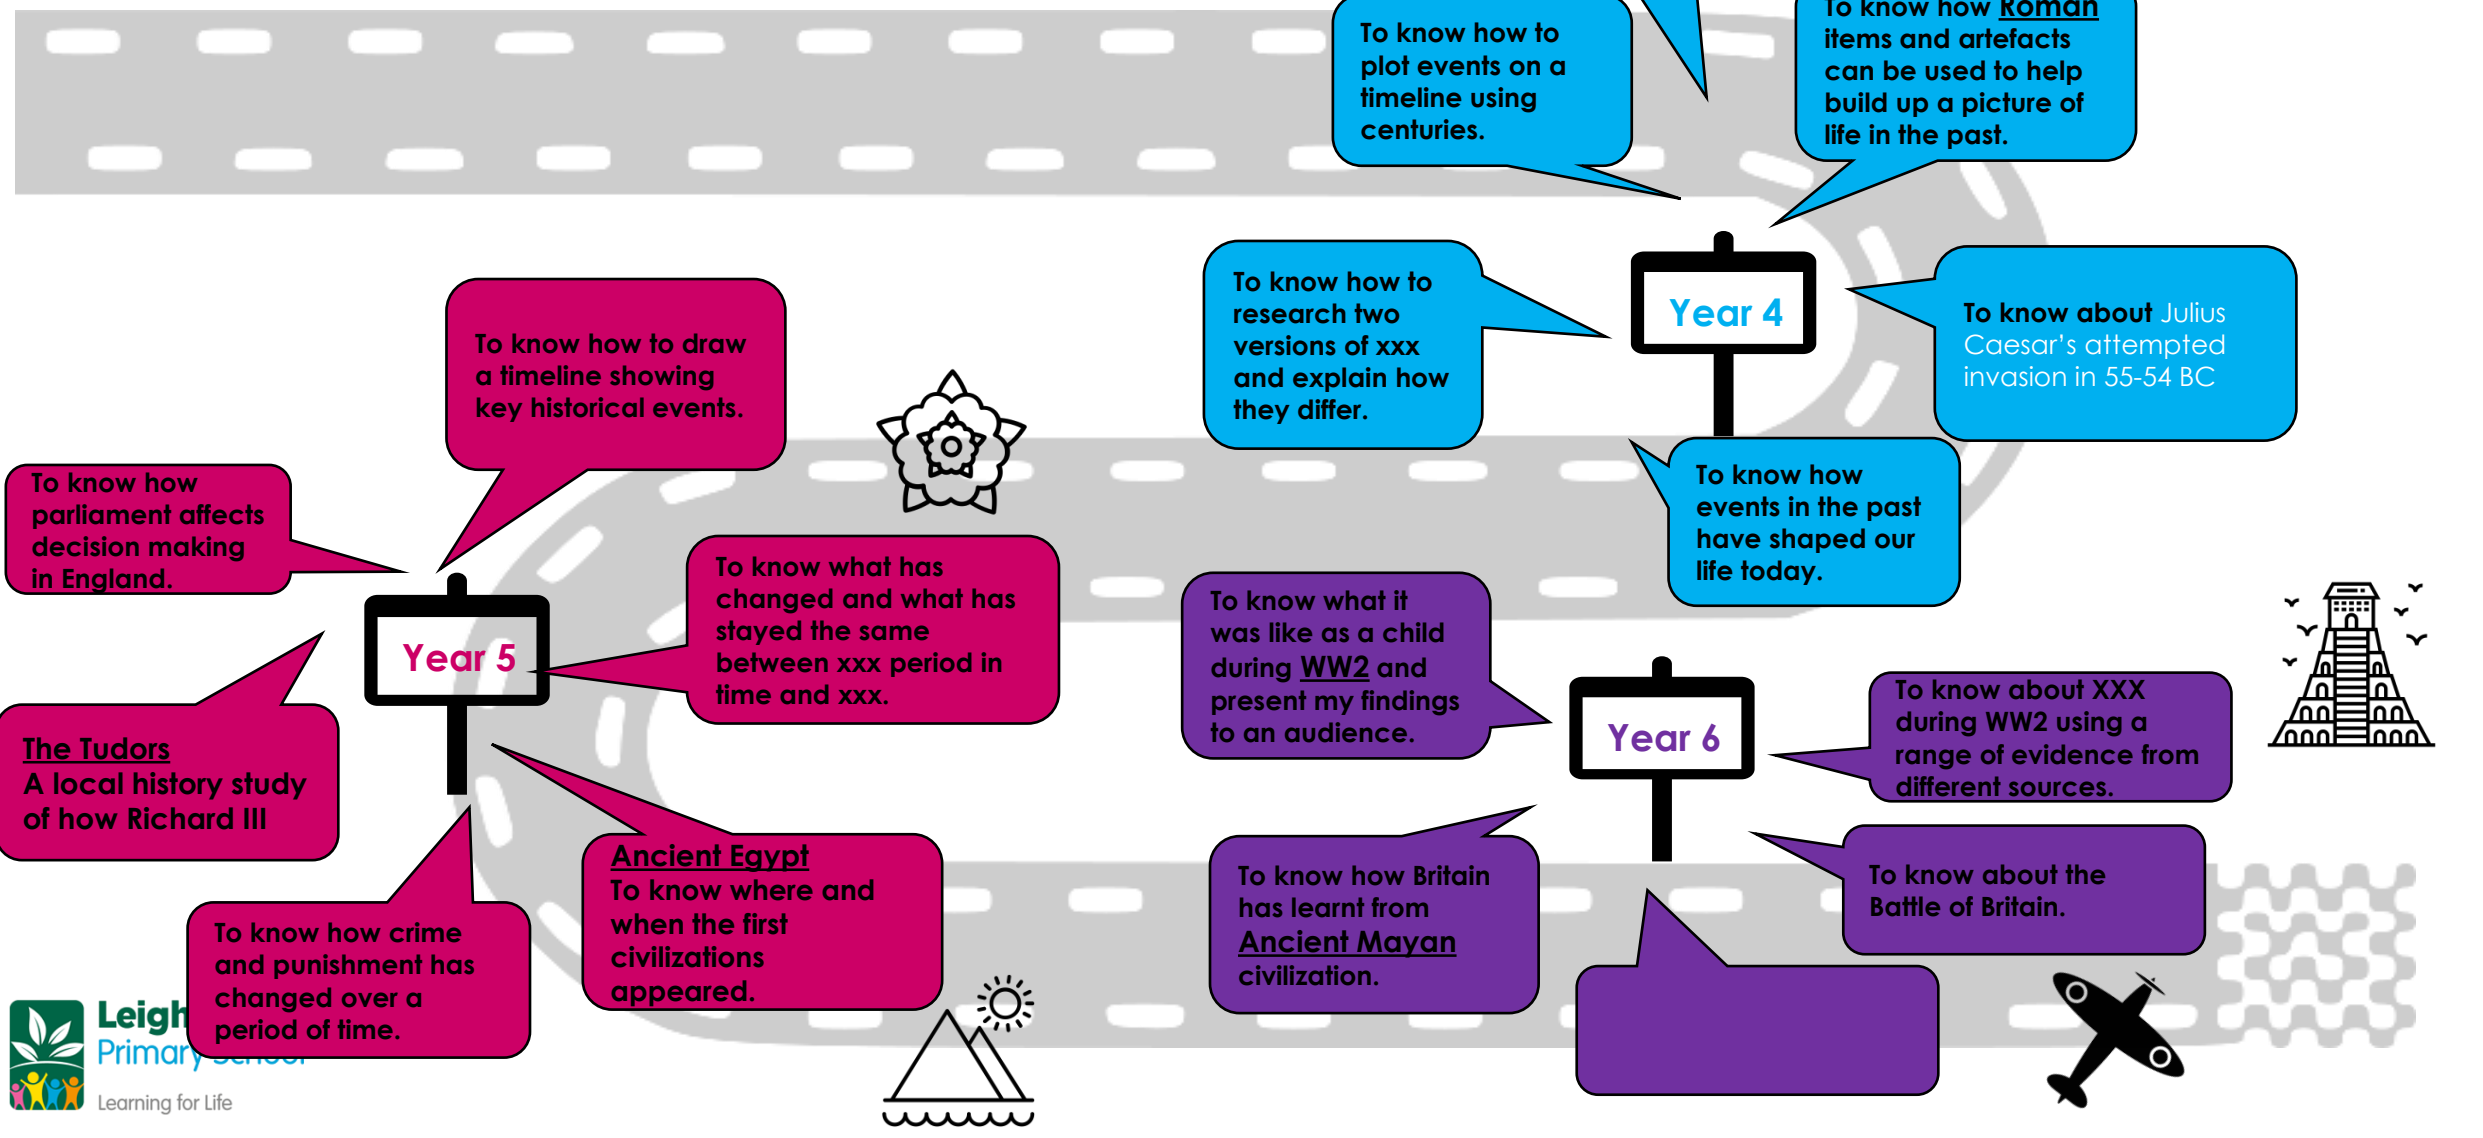 To know how to
plot events on a
timeline using
centuries.
To know how Roman
items and artefacts
can be used to help
build up a picture of
life in the past.
To know how to
research two
versions of xxx
and explain how
they differ.
Year 4
To know about Julius
Caesar's attempted
invasion in 55-54 BC
To know how
events in the past
have shaped our
life today.
To know how to draw
a timeline showing
key historical events.
To know how
parliament affects
decision making
in England.
Year 5
To know what has
changed and what has
stayed the same
between xxx period in
time and xxx.
The Tudors
A local history study
of how Richard III
To know how crime
and punishment has
changed over a
period of time.
Ancient Egypt
To know where and
when the first
civilizations
appeared.
To know what it
was like as a child
during WW2 and
present my findings
to an audience.
Year 6
To know about XXX
during WW2 using a
range of evidence from
different sources.
To know how Britain
has learnt from
Ancient Mayan
civilization.
To know about the
Battle of Britain.
Leigh
Primary School
Learning for Life